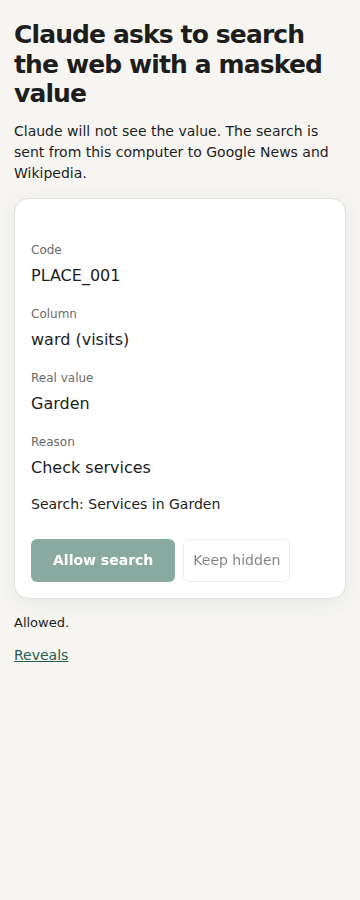 Claude asks to search
the web with a masked
value
Claude will not see the value. The search is
sent from this computer to Google News and
Wikipedia.
Code
PLACE_001
Column
ward (visits)
Real value
Garden
Reason
Check services
Search: Services in Garden
Allow search
Keep hidden
Allowed.
Reveals